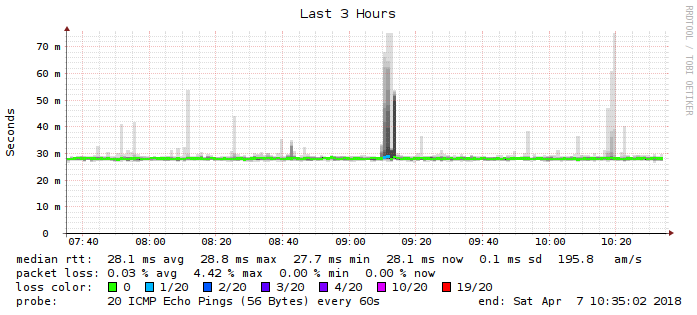 Last 3 Hours
RRDTOOL / TOBI OETIKER
Seconds
70 m
60 m
50 m
40 m
30 m
20 m
10 m
0
07:40 08:00 08:20 08:40 09:00 09:20 09:40 10:00 10:20
median rtt: 28.1 ms avg 28.8 ms max 27.7 ms min 28.1 ms now 0.1 ms sd 195.8 am/s
packet loss: 0.03 % avg 4.42 % max 0.00 % min 0.00 % now
loss color: 0 1/20 2/20 3/20 4/20 10/20 19/20
probe: 20 ICMP Echo Pings (56 Bytes) every 60s end: Sat Apr 7 10:35:02 2018